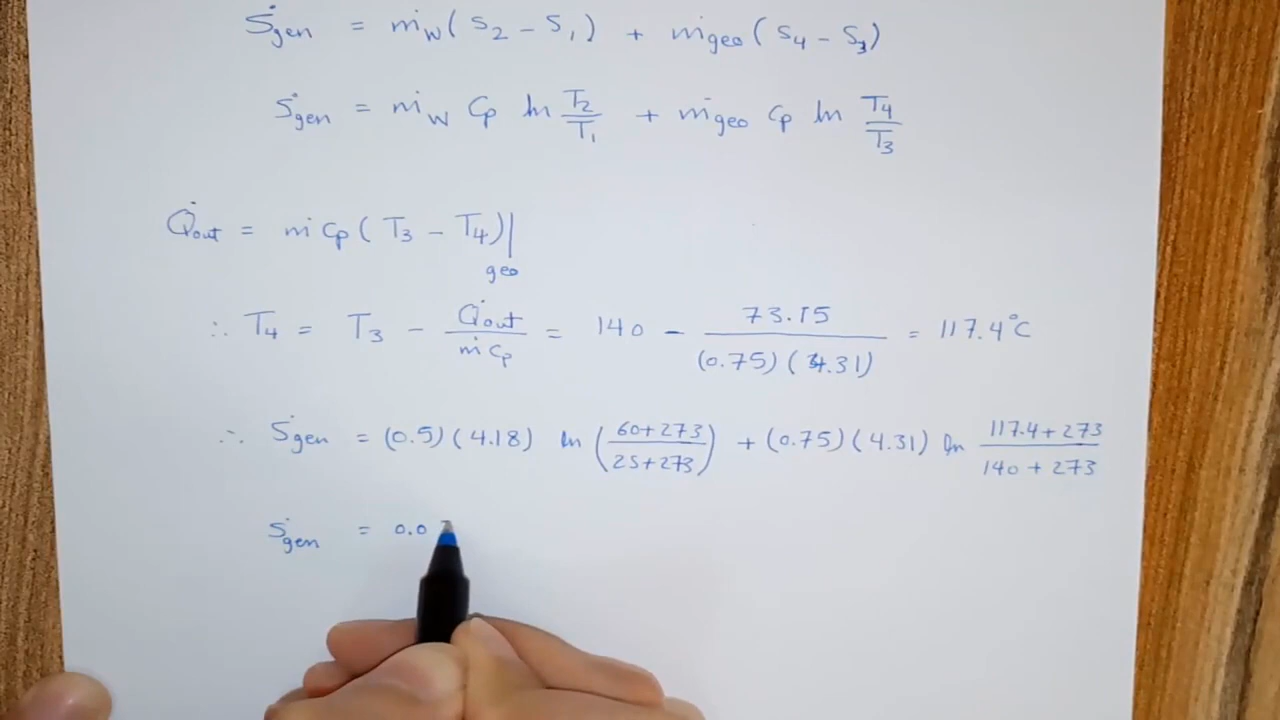 Ṡgen = ṁw ( S2 – S1 ) + ṁgeo ( S4 – S3 )
Ṡgen = ṁw Cp ln T2/T1 + ṁgeo Cp ln T4/T3
Q̇out = ṁ Cp ( T3 – T4 )|geo
∴ T4 = T3 – Q̇out/ṁ Cp = 140 – 73.15/(0.75)(4.31) = 117.4°C
∴ Ṡgen = (0.5)(4.18) ln (60+273/25+273) + (0.75)(4.31) ln 117.4+273/140+273
Ṡgen = 0.0